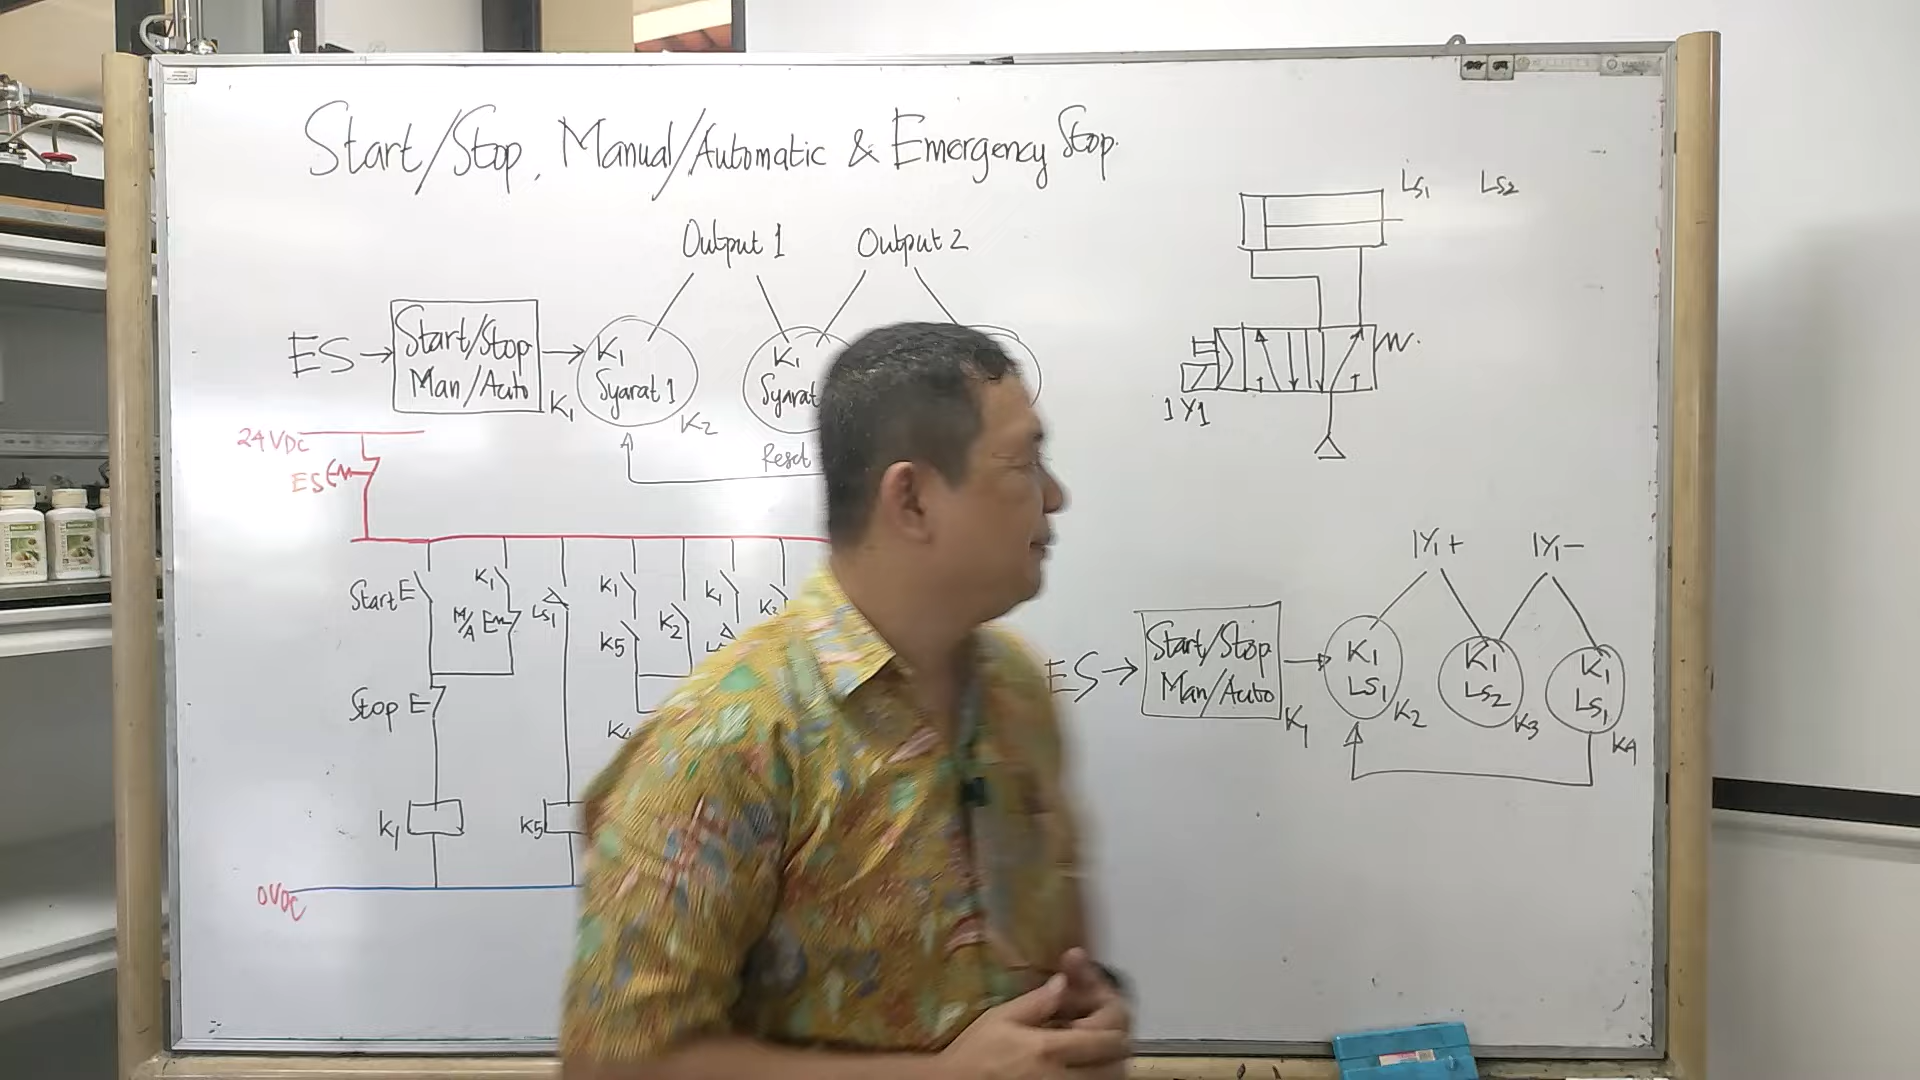 Start/Stop, Manual/Automatic & Emergency Stop.
Output 1
Output 2
ES
Start/Stop
Man/Auto
K1
K1
Syarat 1
K2
K1
Syarat
Reset
24VDC
ES
Start E
K1
M/A E
LS1
K1
K5
K2
K1
K2
Stop E
K1
K5
0VDC
LS1
LS2
1Y1
1Y1+
1Y1-
ES
Start/Stop
Man/Auto
K1
K1
LS1
K2
K1
LS2
K3
K1
LS1
K4